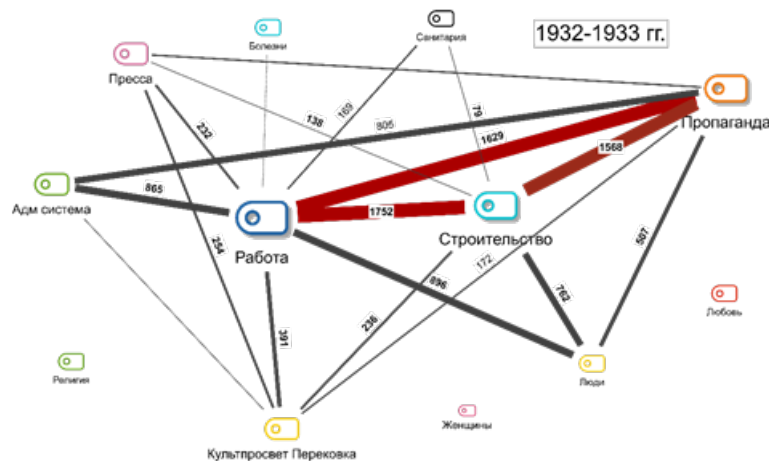 1932-1933 гг.
Болезни
Санитария
Пресса
Пропаганда
232
138
169
805
79
1629
1568
Адм система
865
1752
Работа
Строительство
254
172
507
896
762
391
236
Любовь
Религия
Люди
Женщины
Культпросвет Перековка